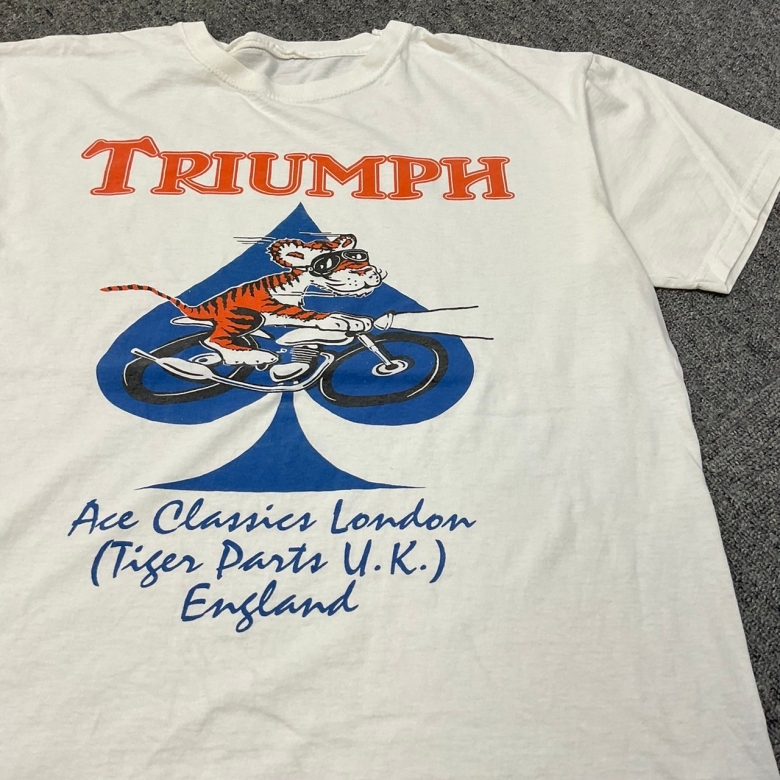 TRIUMPH
Ace Classics London
(Tiger Parts U.K.)
England